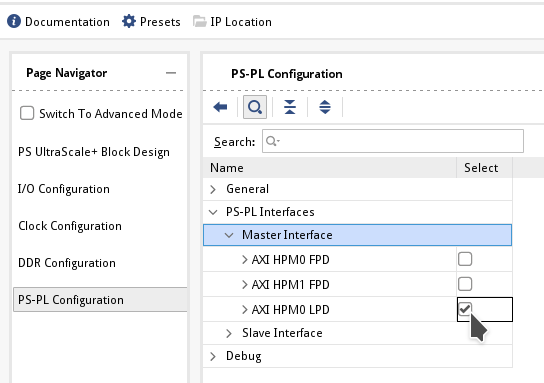 Documentation Presets IP Location
Page Navigator
Switch To Advanced Mode
PS UltraScale+ Block Design
I/O Configuration
Clock Configuration
DDR Configuration
PS-PL Configuration
PS-PL Configuration
Search:
Name Select
General
PS-PL Interfaces
Master Interface
AXI HPM0 FPD
AXI HPM1 FPD
AXI HPM0 LPD
Slave Interface
Debug